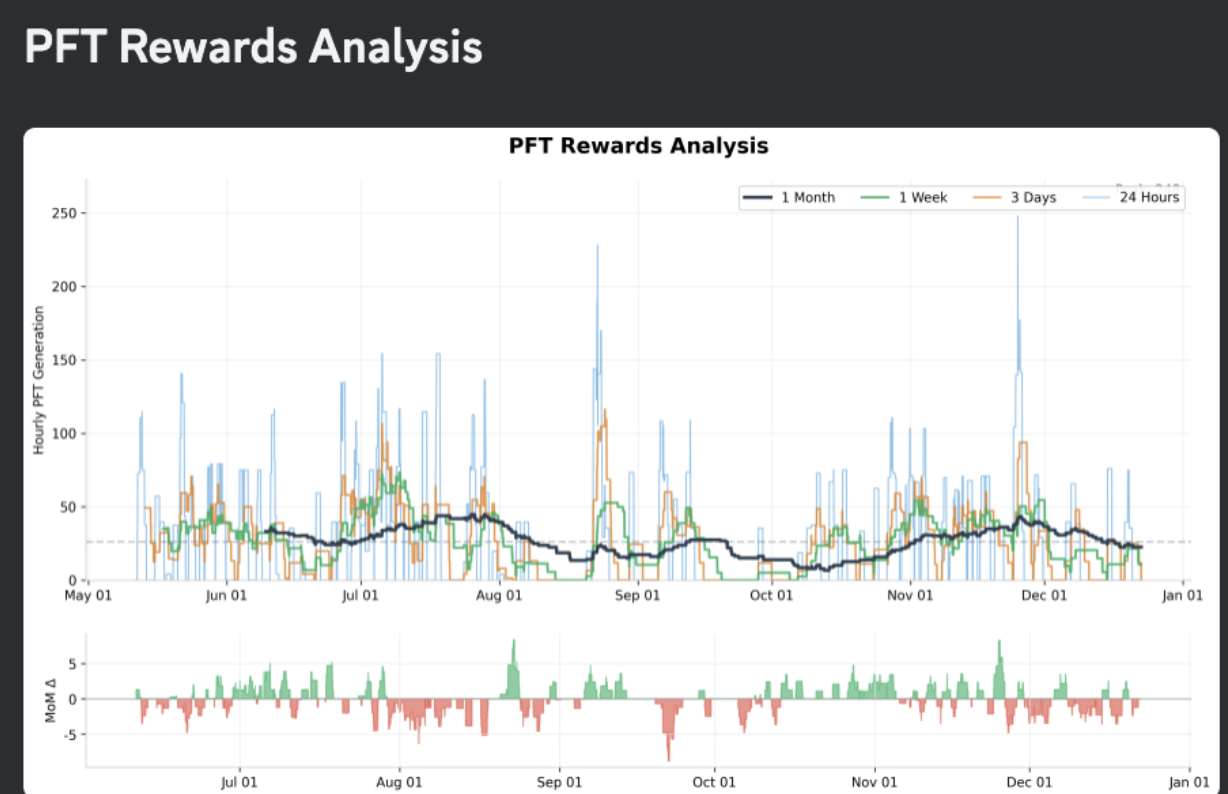 PFT Rewards Analysis
PFT Rewards Analysis
1 Month 1 Week 3 Days 24 Hours
Hourly PFT Generation
250
200
150
100
50
0
May 01 Jun 01 Jul 01 Aug 01 Sep 01 Oct 01 Nov 01 Dec 01 Jan 01
MoM Δ
5
0
-5
Jul 01 Aug 01 Sep 01 Oct 01 Nov 01 Dec 01 Jan 01